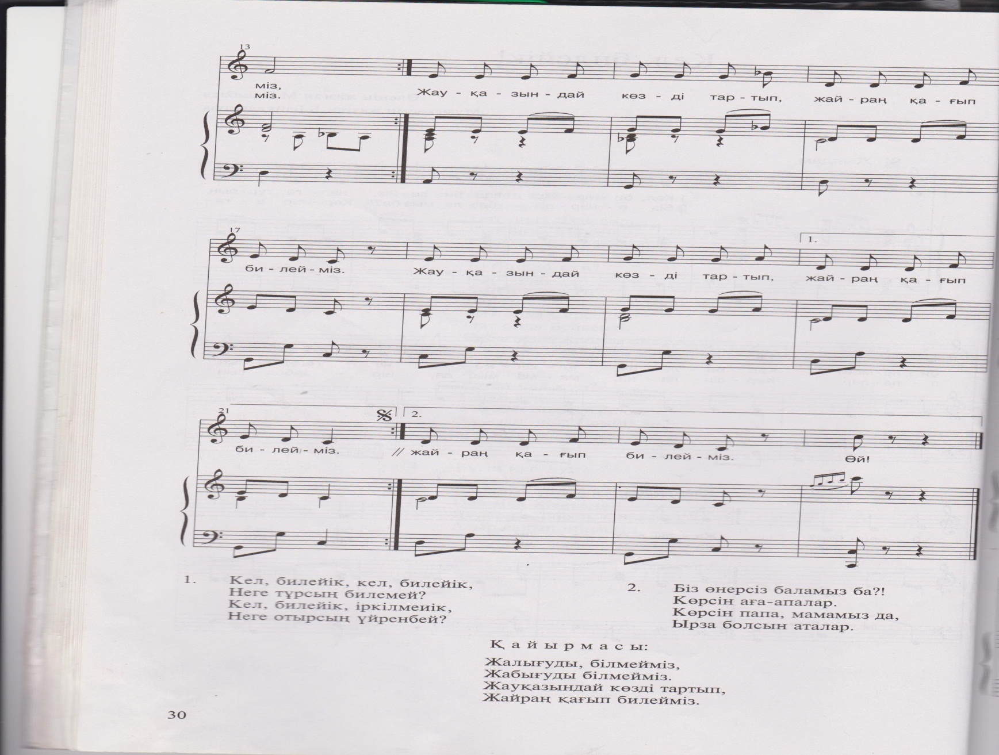 13
міз,
міз.
Жау - қа - зын - дай көз - ді тар - тып, жай - раң қа - ғып
17
1.
би - лей - міз. Жау - қа - зын - дай көз - ді тар - тып, жай - раң қа - ғып
21
2.
би - лей - міз. // жай - раң қа - ғып би - лей - міз. Өй!
1. Кел, билейік, кел, билейік,
Неге тұрсың билемей?
Кел, билейік, іркілмеиік,
Неге отырсың үйренбей?
2. Біз өнерсіз баламыз ба?!
Көрсін аға-апалар.
Көрсін папа, мамамыз да,
Ырза болсын аталар.
Қ а й ы р м а с ы:
Жалығуды, білмейміз,
Жабығуды білмейміз.
Жауқазындай көзді тартып,
Жайраң қағып билейміз.
30